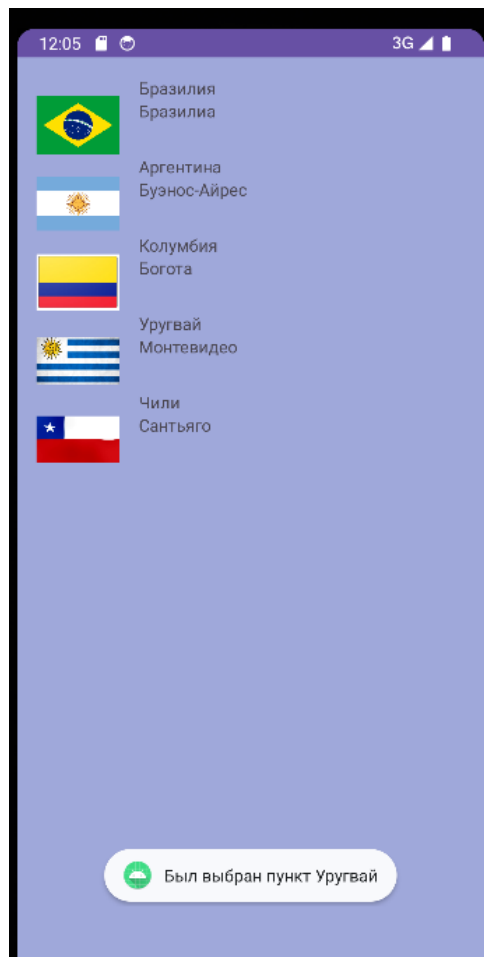 12:05 3G
Бразилия
Бразилиа
Аргентина
Буэнос-Айрес
Колумбия
Богота
Уругвай
Монтевидео
Чили
Сантьяго
Был выбран пункт Уругвай